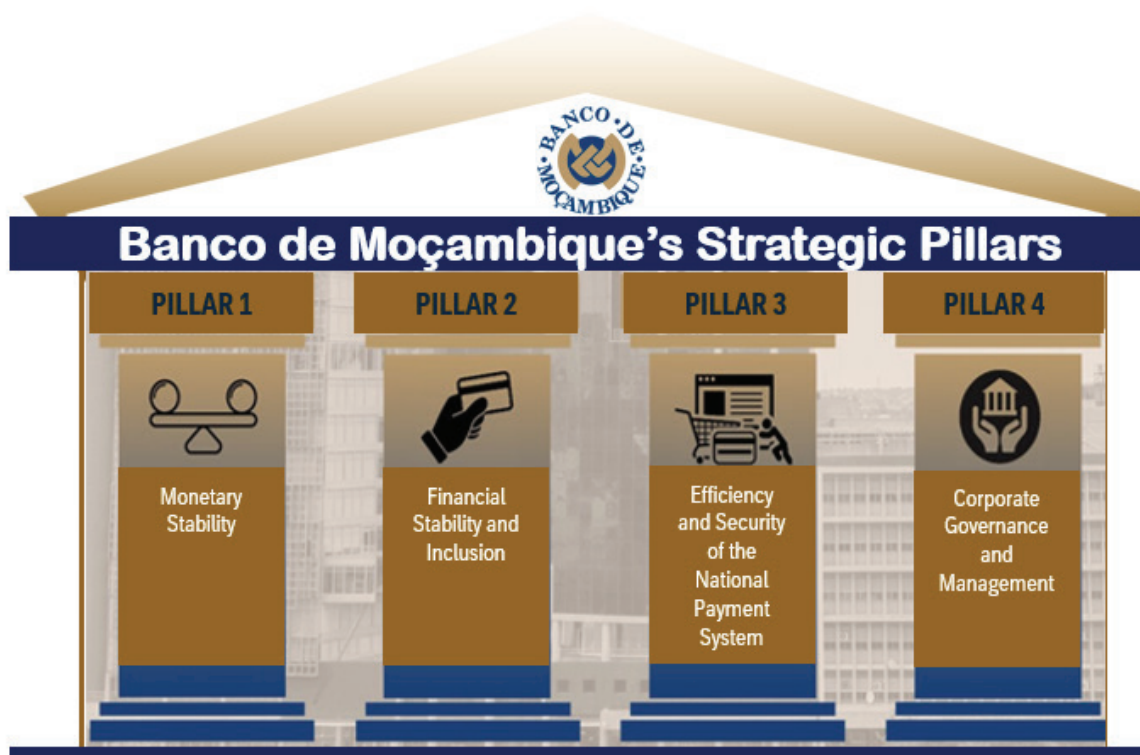 BANCO • DE •
MOÇAMBIQUE •
Banco de Moçambique's Strategic Pillars
PILLAR 1
Monetary
Stability
PILLAR 2
Financial
Stability and
Inclusion
PILLAR 3
Efficiency
and Security
of the
National
Payment
System
PILLAR 4
Corporate
Governance
and
Management